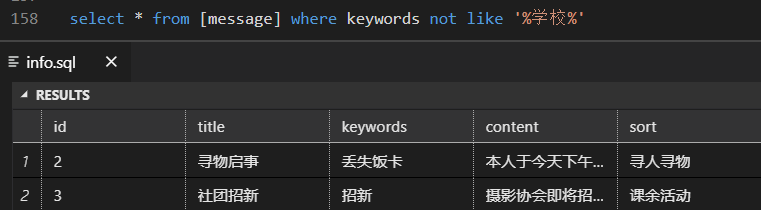 158 select * from [message] where keywords not like '%学校%'
info.sql
RESULTS
id title keywords content sort
1 2 寻物启事 丢失饭卡 本人于今天下午... 寻人寻物
2 3 社团招新 招新 摄影协会即将招... 课余活动